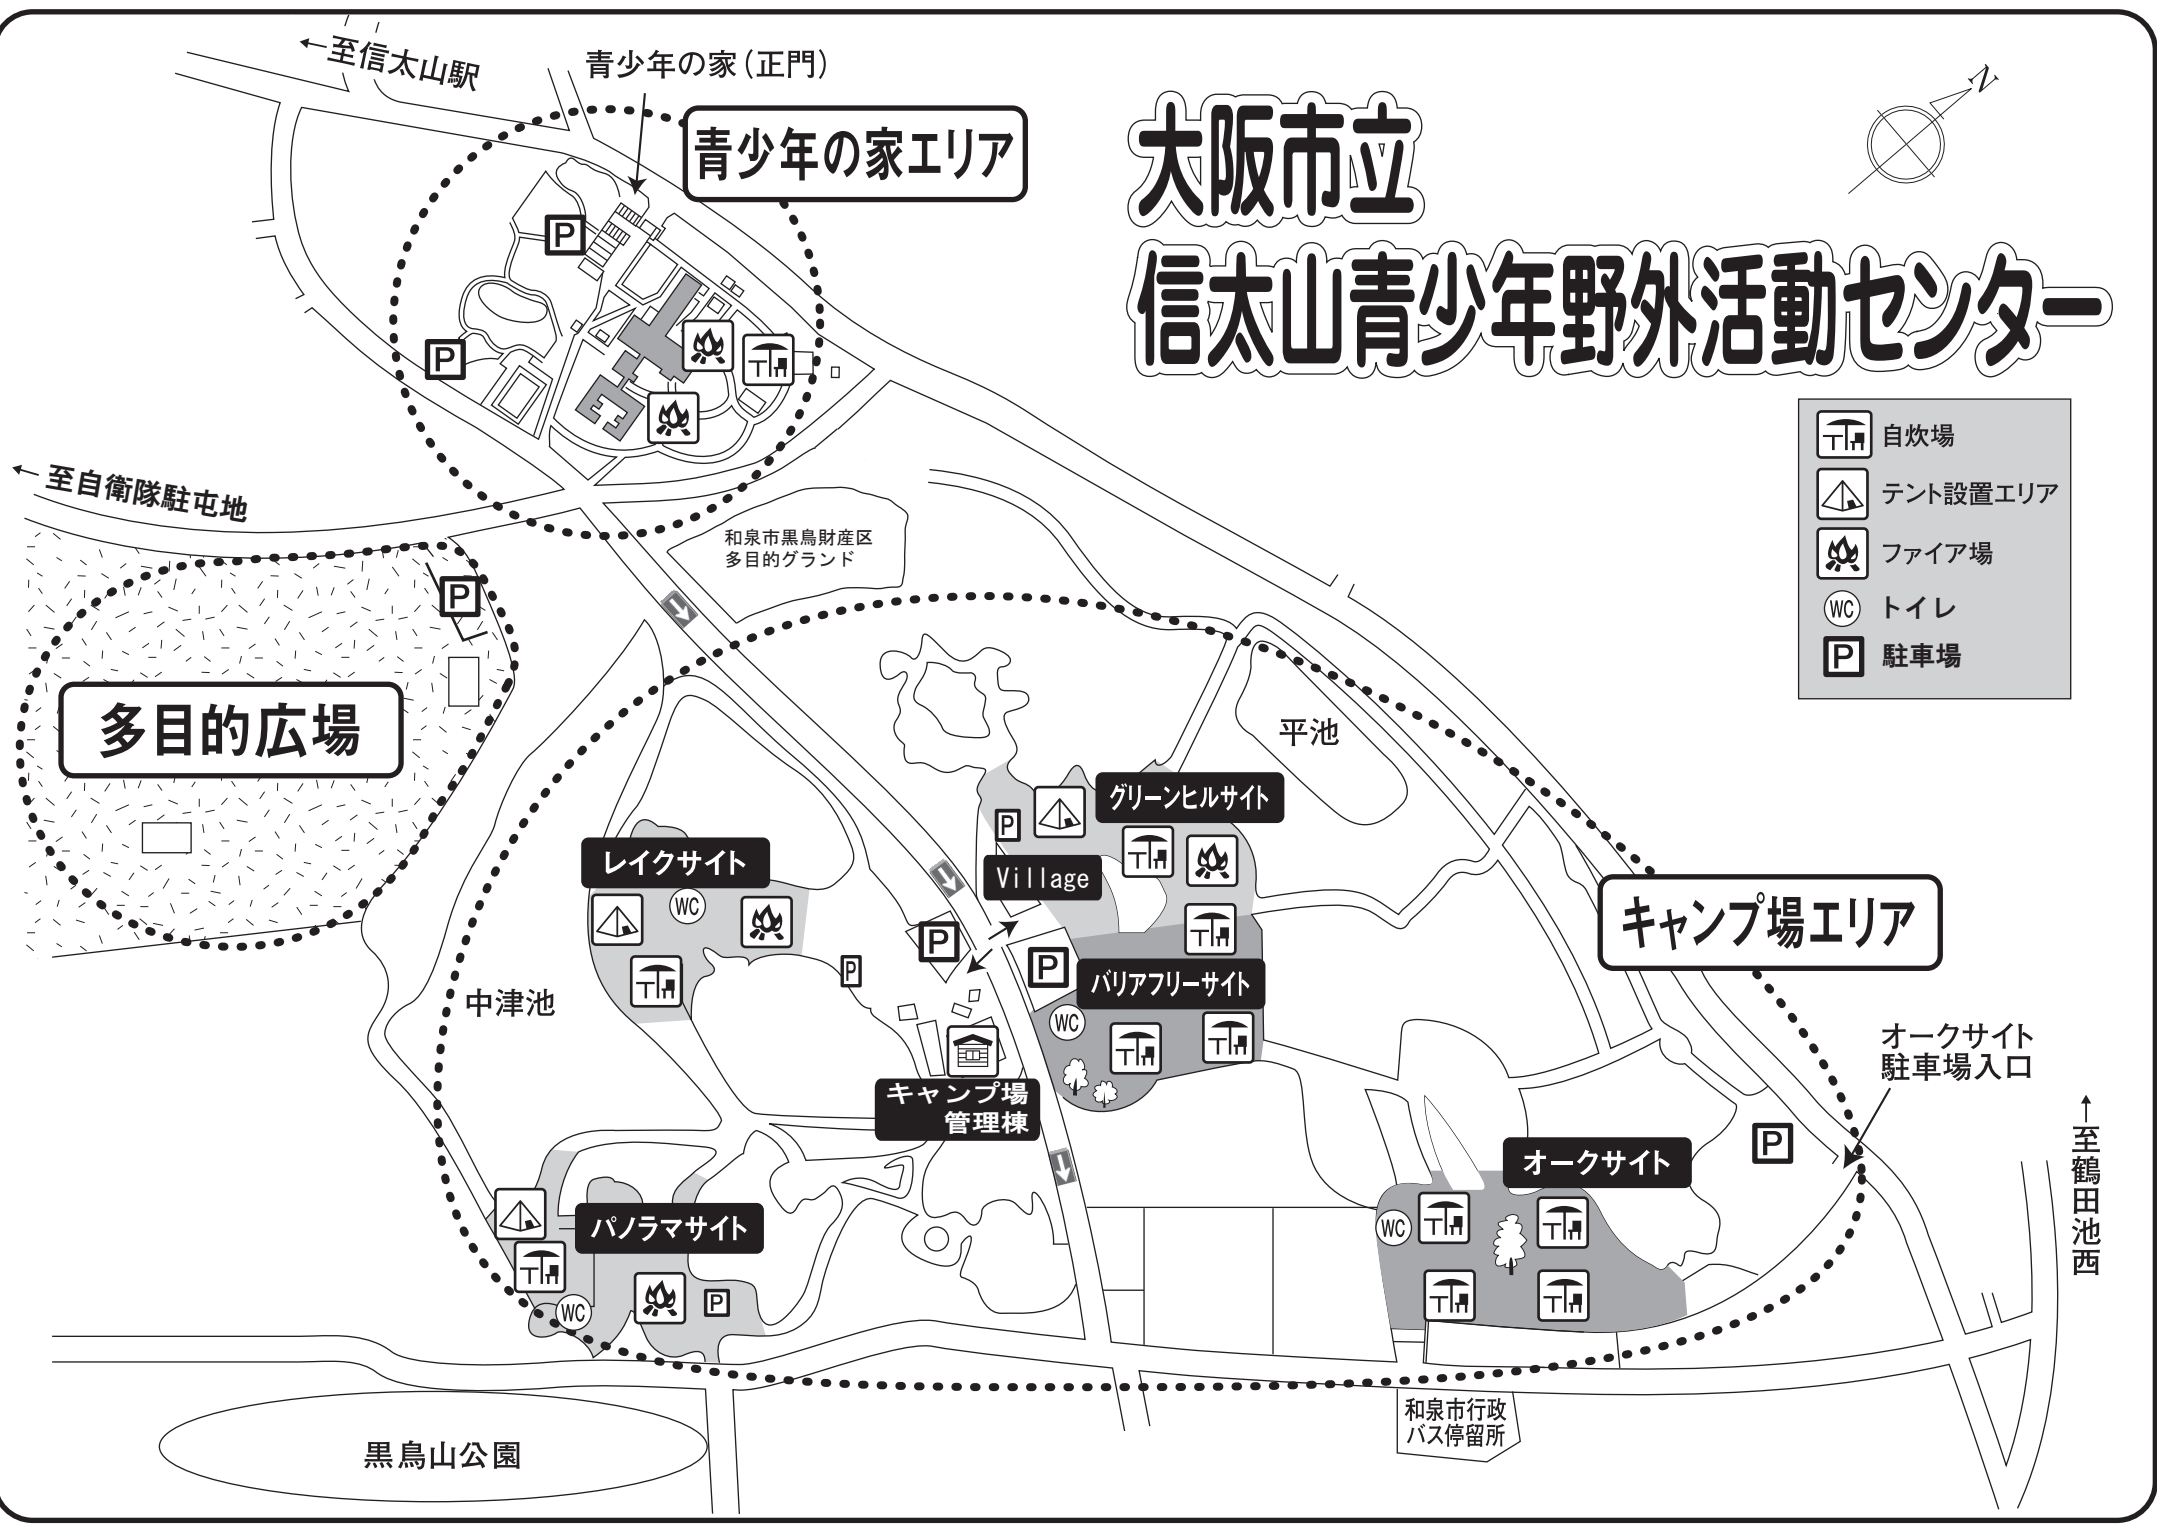 ←至信太山駅
青少年の家(正門)
N
青少年の家エリア
大阪市立
信太山青少年野外活動センター
P
P
自炊場
テント設置エリア
ファイア場
WC トイレ
P 駐車場
←至自衛隊駐屯地
和泉市黒鳥財産区
多目的グランド
P
多目的広場
平池
グリーンヒルサイト
P
Village
レイクサイト
WC
キャンプ場エリア
P
P
P
バリアフリーサイト
中津池
WC
オークサイト
駐車場入口
キャンプ場
管理棟
←至鶴田池西
P
オークサイト
パノラマサイト
WC
P
WC
和泉市行政
バス停留所
黒鳥山公園